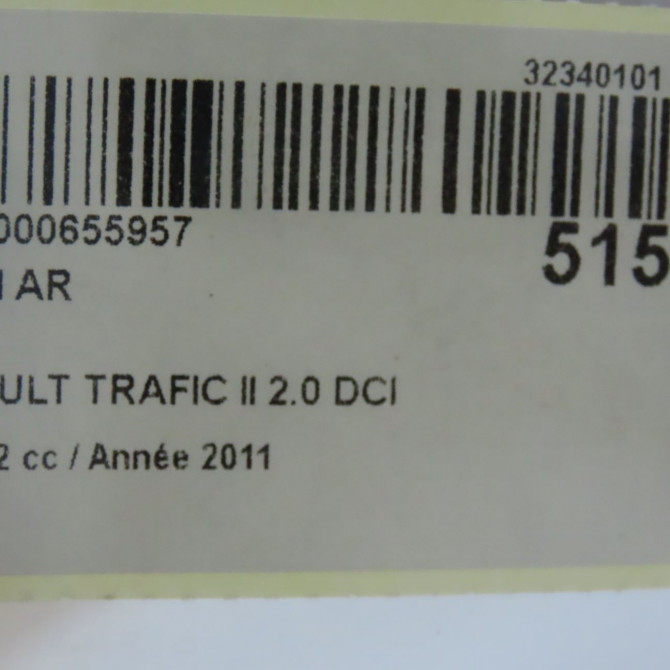 32340101
000655957
515
AR
ULT TRAFIC II 2.0 DCI
2 cc / Année 2011